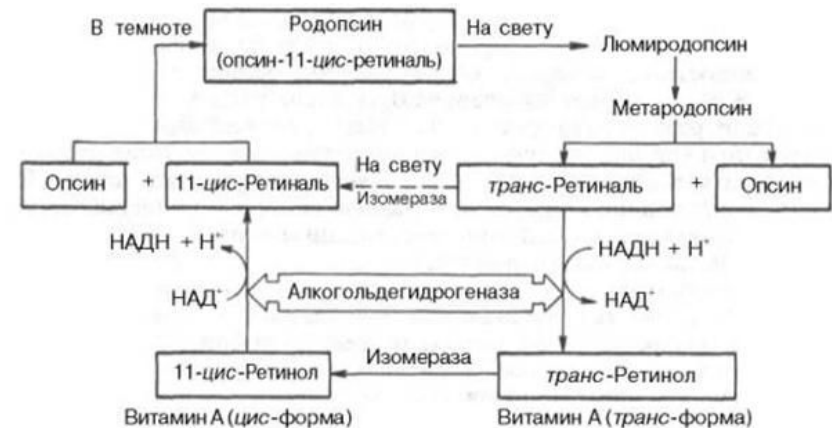 В темноте
Родопсин
(опсин-11-цис-ретиналь)
На свету
Люмиродопсин
Метародопсин
Опсин
+
11-цис-Ретиналь
На свету
Изомераза
транс-Ретиналь
+
Опсин
НАДН + Н⁺
НАД⁺
Алкогольдегидрогеназа
НАДН + Н⁺
НАД⁺
11-цис-Ретинол
Изомераза
транс-Ретинол
Витамин А (цис-форма)
Витамин А (транс-форма)